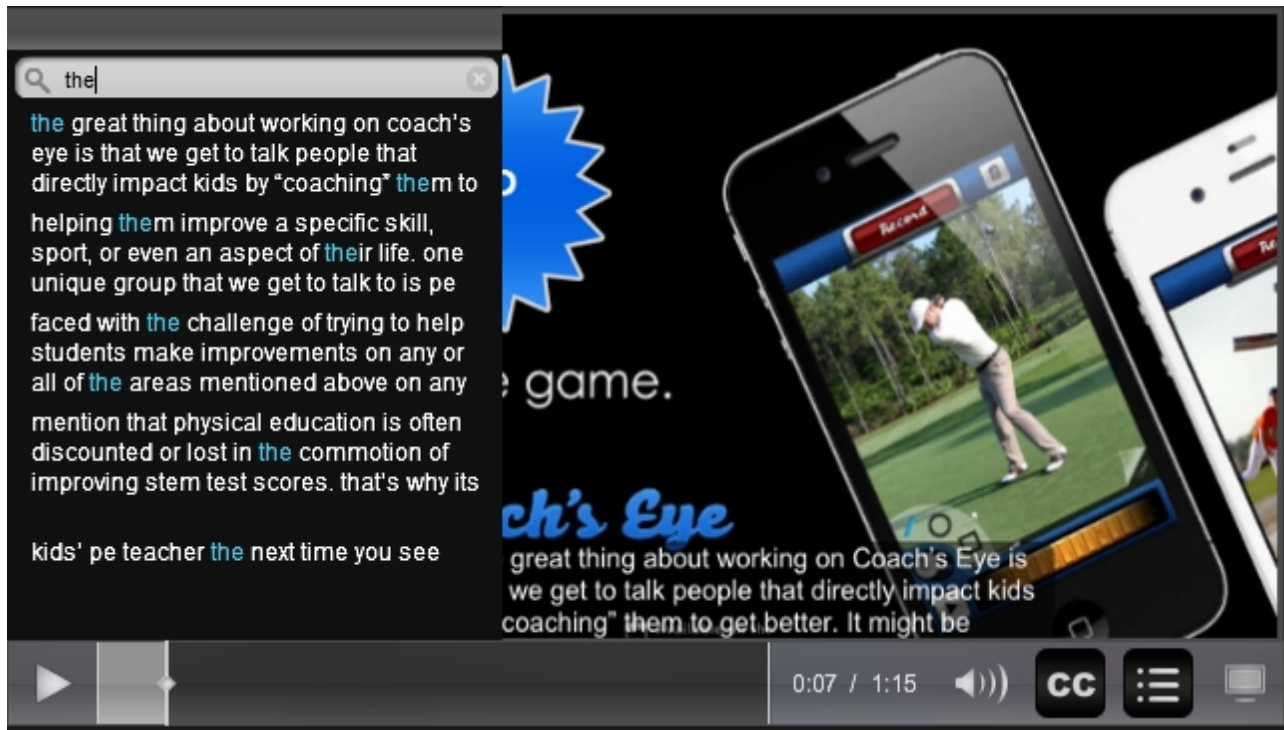 the
the great thing about working on coach's
eye is that we get to talk people that
directly impact kids by “coaching” them to
helping them improve a specific skill,
sport, or even an aspect of their life. one
unique group that we get to talk to is pe
faced with the challenge of trying to help
students make improvements on any or
all of the areas mentioned above on any
mention that physical education is often
discounted or lost in the commotion of
improving stem test scores. that's why its
kids' pe teacher the next time you see
game.
ch's Eye
great thing about working on Coach's Eye is
we get to talk people that directly impact kids
coaching” them to get better. It might be
Record
0:07 / 1:15
CC